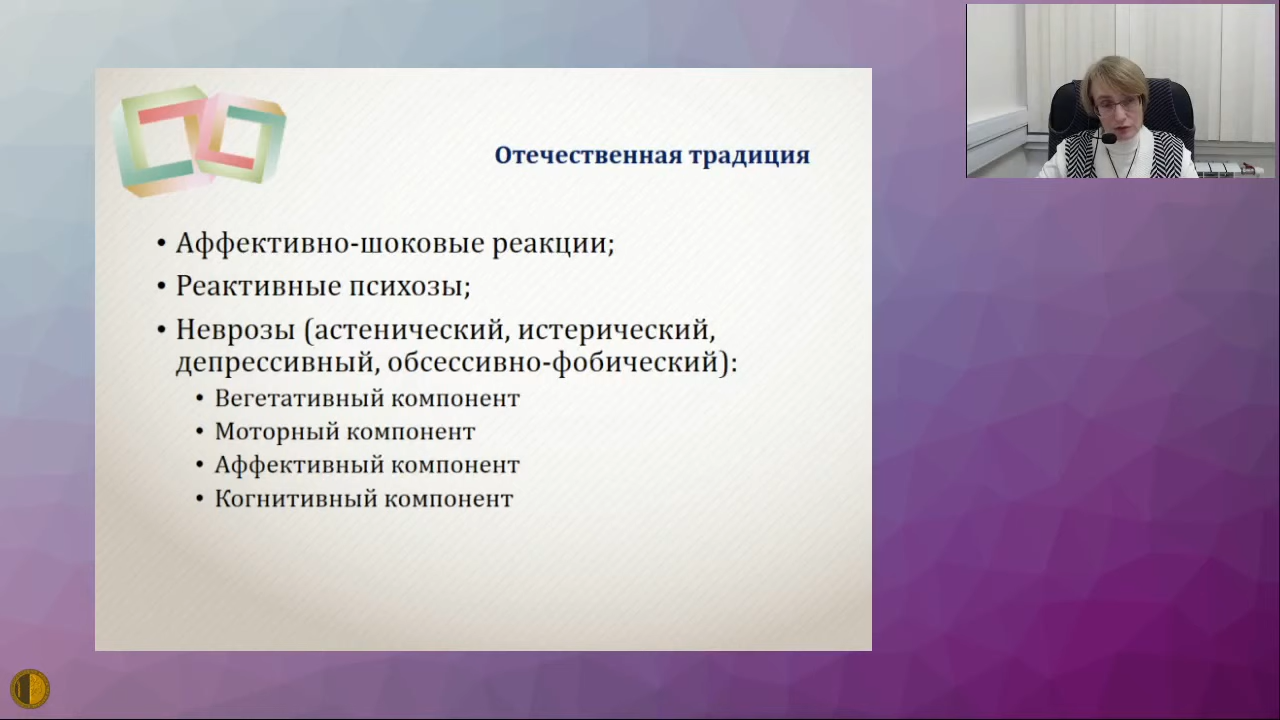 Отечественная традиция
• Аффективно-шоковые реакции;
• Реактивные психозы;
• Неврозы (астенический, истерический,
депрессивный, обсессивно-фобический):
• Вегетативный компонент
• Моторный компонент
• Аффективный компонент
• Когнитивный компонент